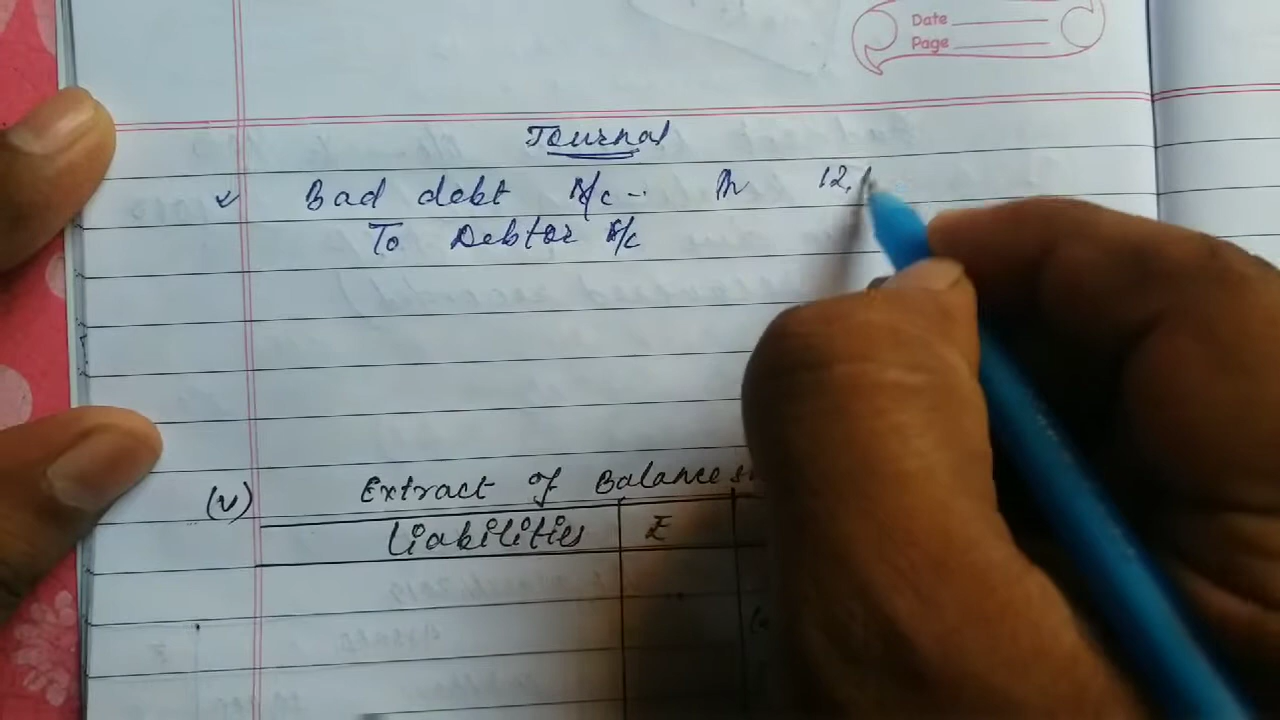 Date
Page
Journal
Bad debt A/c -- Dr 12,
To Debtor A/c
(v) Extract of Balance
Liabilities ₹